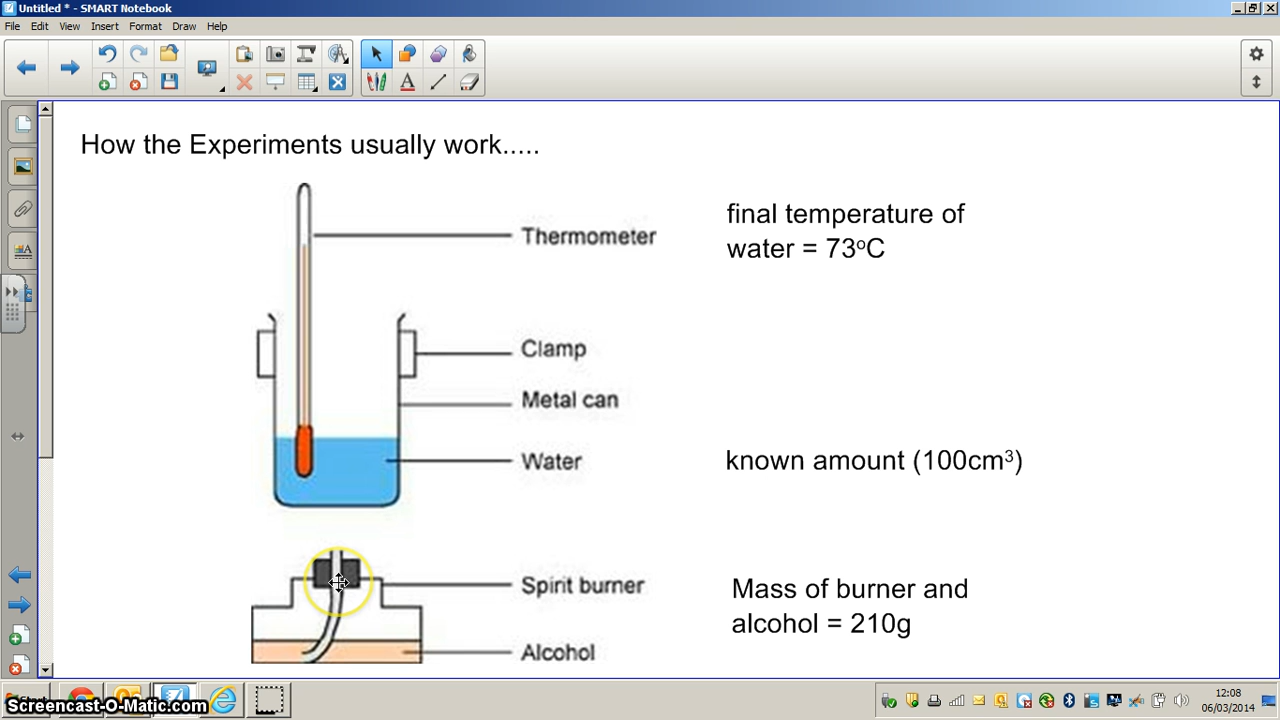 Untitled * - SMART Notebook
File Edit View Insert Format Draw Help
How the Experiments usually work.....
Thermometer
final temperature of
water = 73°C
Clamp
Metal can
Water
known amount (100cm³)
Spirit burner
Mass of burner and
alcohol = 210g
Alcohol
Screencast-O-Matic.com
12:08
06/03/2014